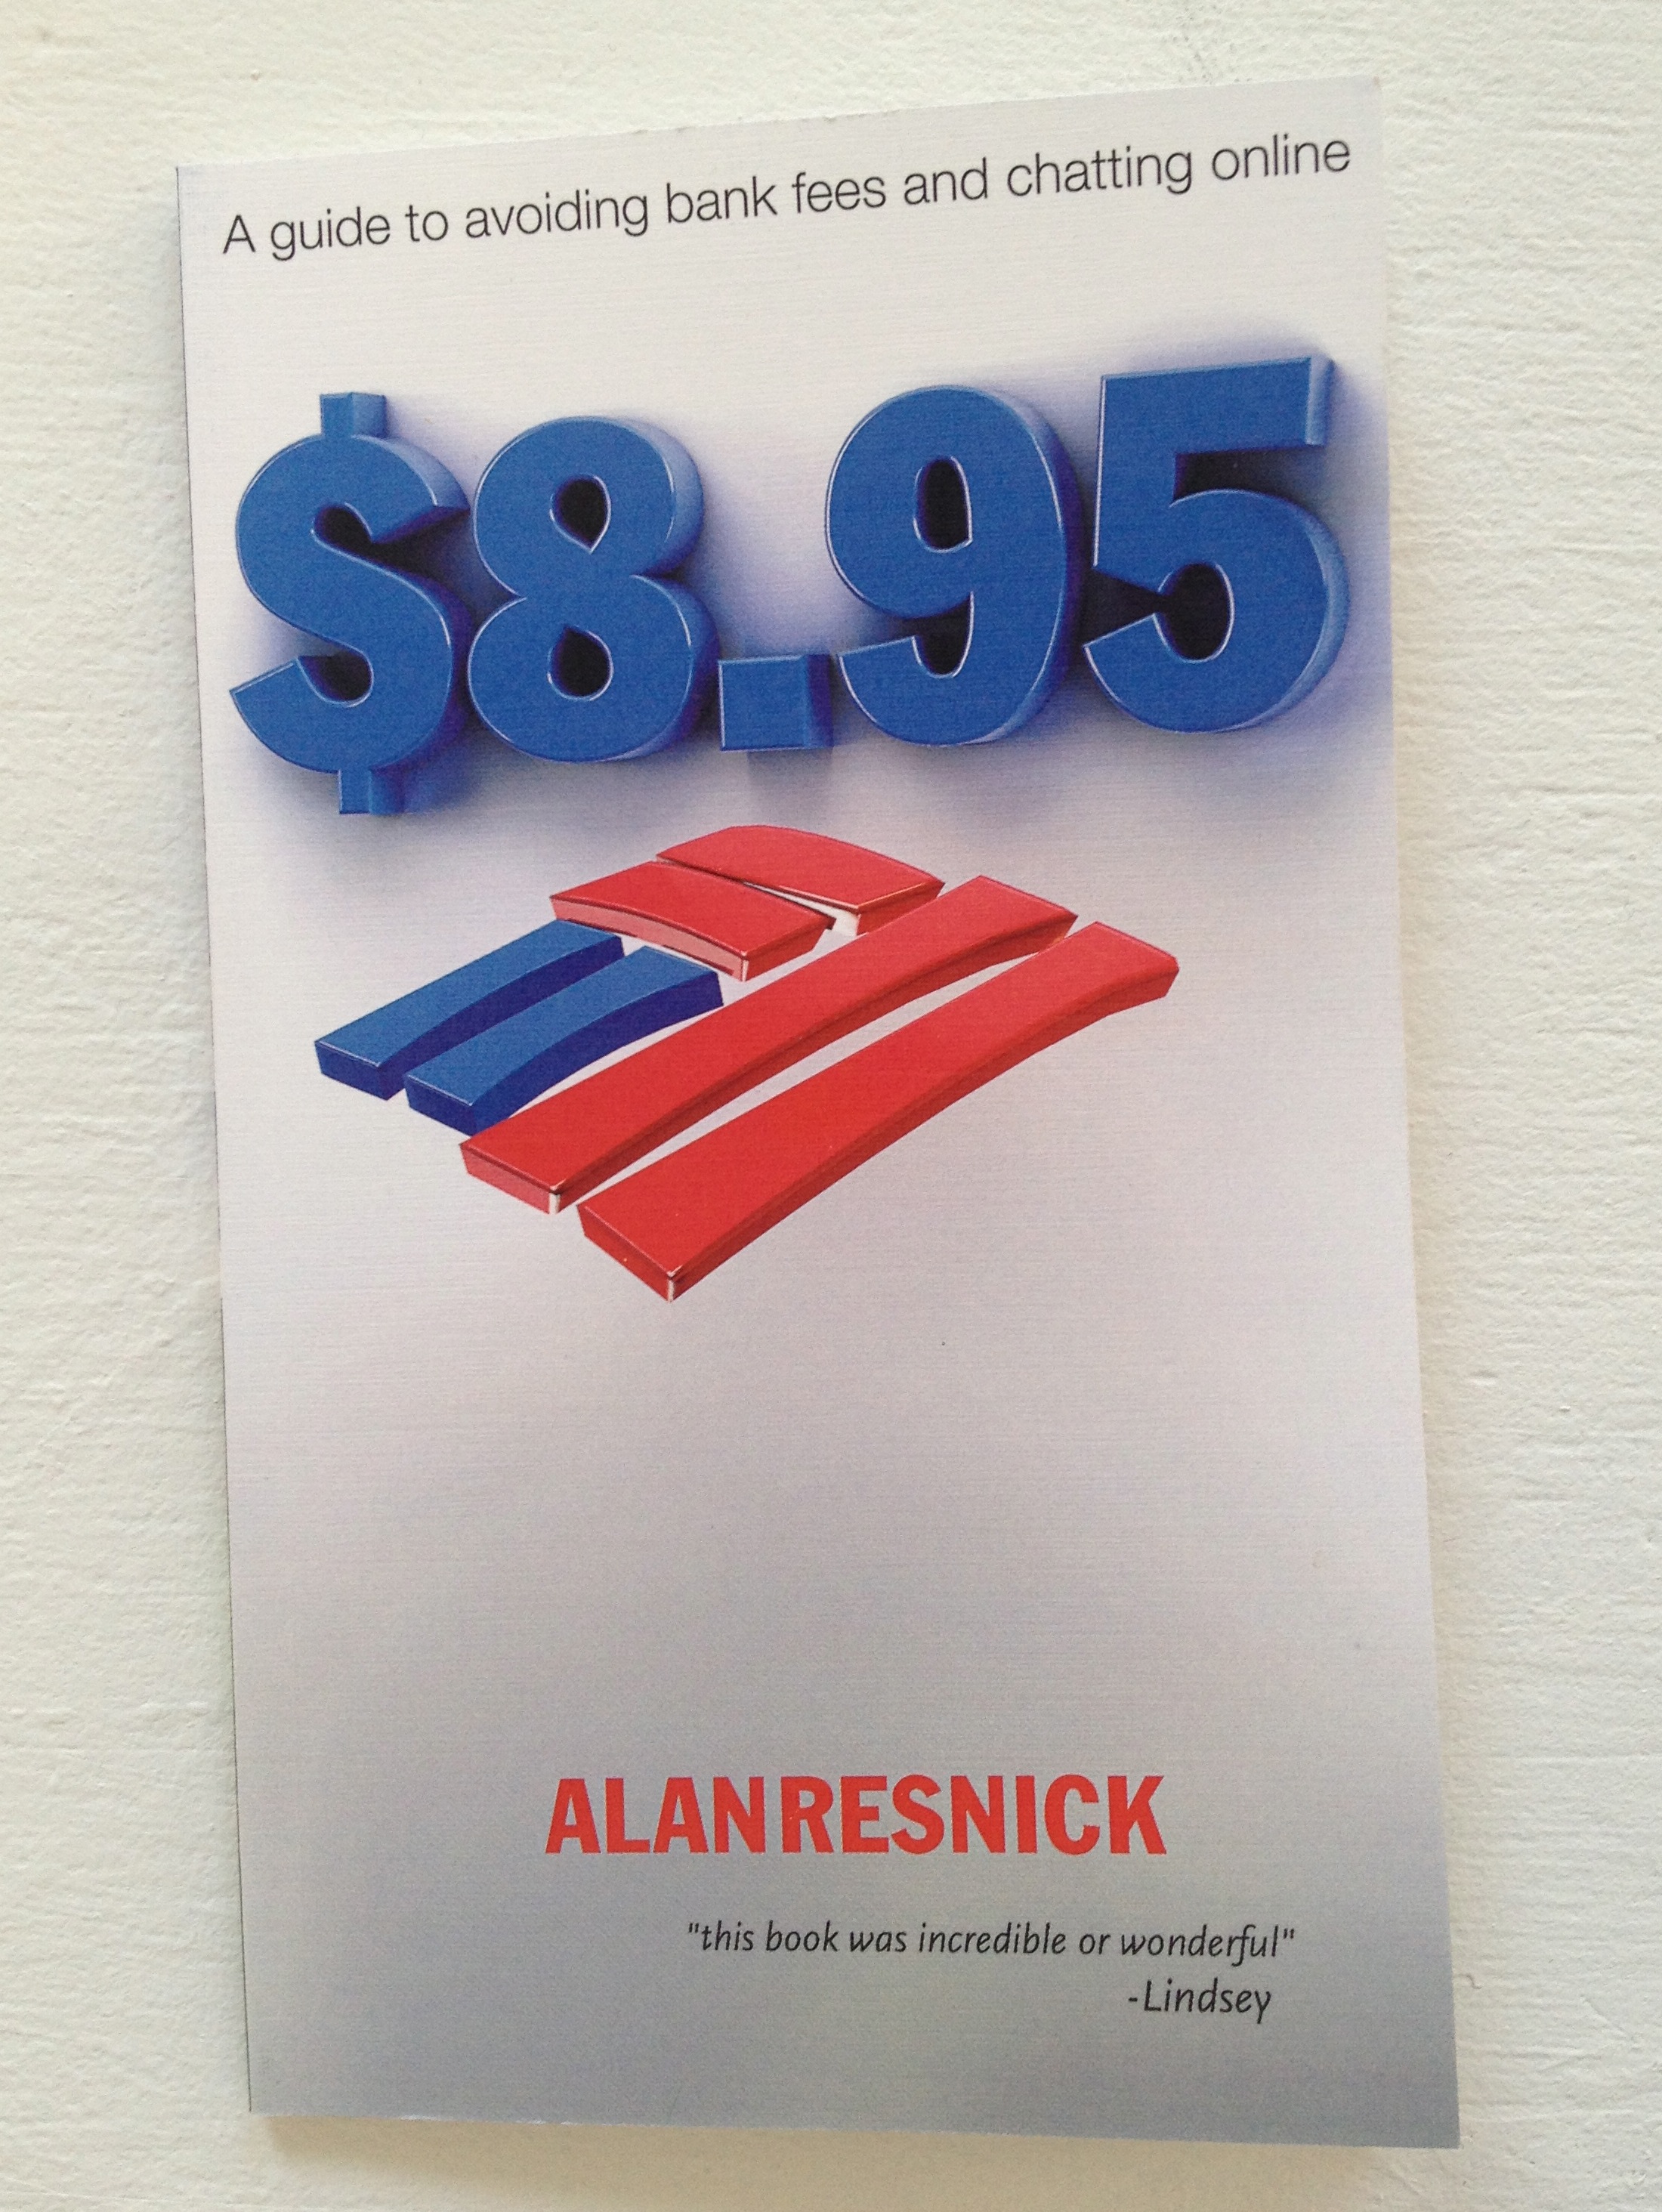 A guide to avoiding bank fees and chatting online
$8.95
ALANRESNICK
"this book was incredible or wonderful"
-Lindsey